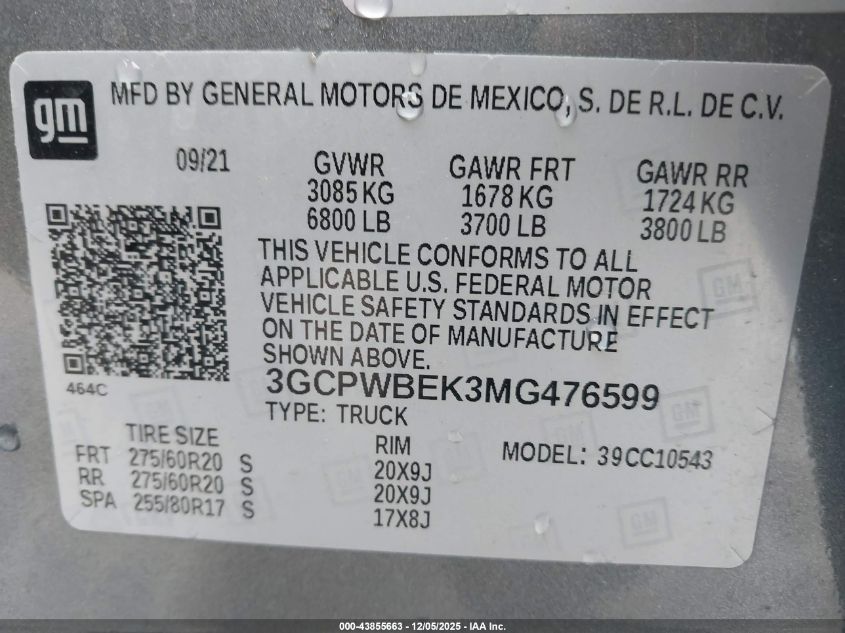 gm
MFD BY GENERAL MOTORS DE MEXICO, S. DE R.L. DE C.V.
09/21
GVWR GAWR FRT GAWR RR
3085 KG 1678 KG 1724 KG
6800 LB 3700 LB 3800 LB
THIS VEHICLE CONFORMS TO ALL
APPLICABLE U.S. FEDERAL MOTOR
VEHICLE SAFETY STANDARDS IN EFFECT
ON THE DATE OF MANUFACTURE
SHOWN ABOVE.
464C
3GCPWBEK3MG476599
TYPE: TRUCK
TIRE SIZE RIM MODEL: 39CC10543
FRT 275/60R20 S 20X9J
RR 275/60R20 S 20X9J
SPA 255/80R17 S 17X8J
GM
GM
GM
000-43855663 - 12/05/2025 - IAA Inc.